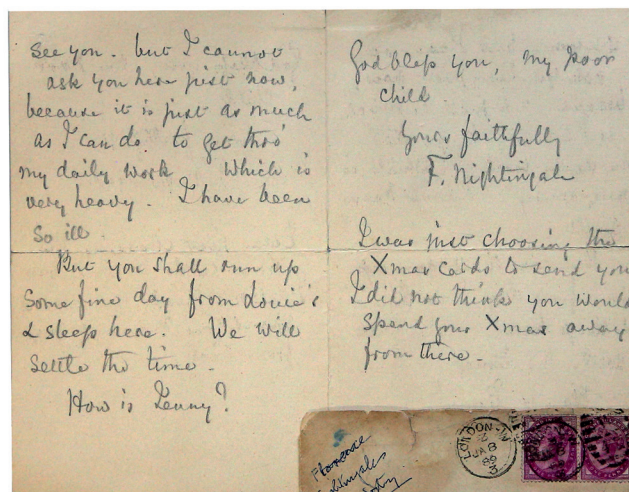 see you. but I cannot
ask you here just now,
because it is just as much
as I can do. to get thro'
my daily work which is
very heavy. I have been
so ill
But you shall run up
some fine day from Louie's
& sleep here. We will
settle the time.
How is Jenny?
God bless you, my poor
child
Yours faithfully
F. Nightingale
I was just choosing the
Xmas cards to send you
I did not think you would
spend your Xmas away
from there.
LONDON.W
JA 8
Florence